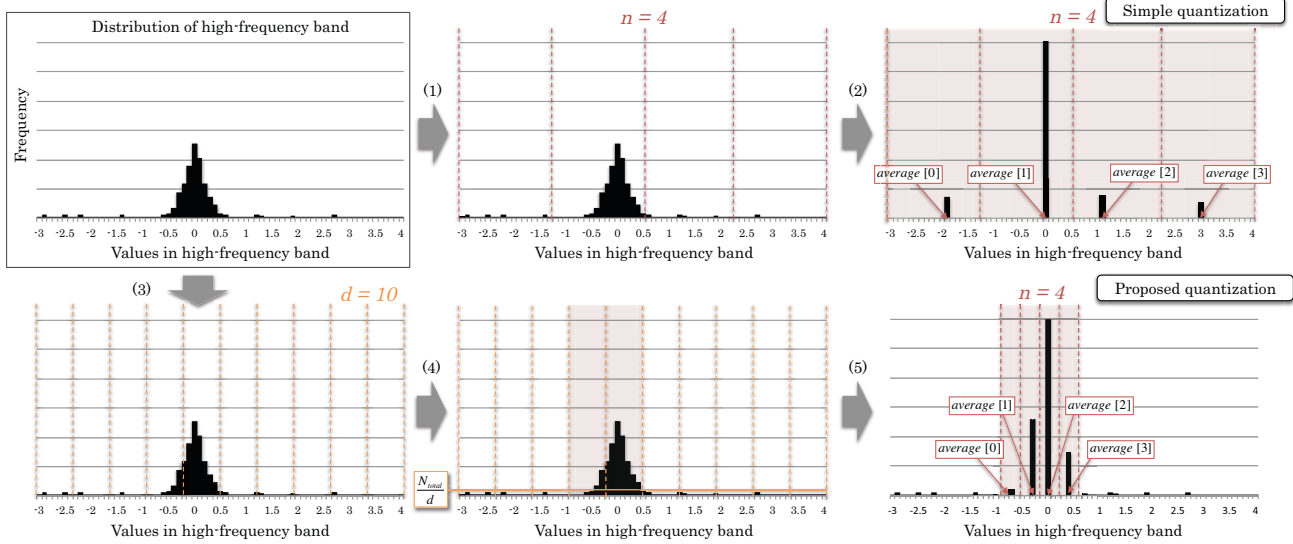 Distribution of high-frequency band
Frequency
-3 -2.5 -2 -1.5 -1 -0.5 0 0.5 1 1.5 2 2.5 3 3.5 4
Values in high-frequency band
(1)
n = 4
-3 -2.5 -2 -1.5 -1 -0.5 0 0.5 1 1.5 2 2.5 3 3.5 4
Values in high-frequency band
(2)
n = 4
Simple quantization
average [0]
average [1]
average [2]
average [3]
-3 -2.5 -2 -1.5 -1 -0.5 0 0.5 1 1.5 2 2.5 3 3.5 4
Values in high-frequency band
(3)
d = 10
-3 -2.5 -2 -1.5 -1 -0.5 0 0.5 1 1.5 2 2.5 3 3.5 4
Values in high-frequency band
(4)
N_total
d
-3 -2.5 -2 -1.5 -1 -0.5 0 0.5 1 1.5 2 2.5 3 3.5 4
Values in high-frequency band
(5)
n = 4
Proposed quantization
average [1]
average [2]
average [0]
average [3]
-3 -2.5 -2 -1.5 -1 -0.5 0 0.5 1 1.5 2 2.5 3 3.5 4
Values in high-frequency band